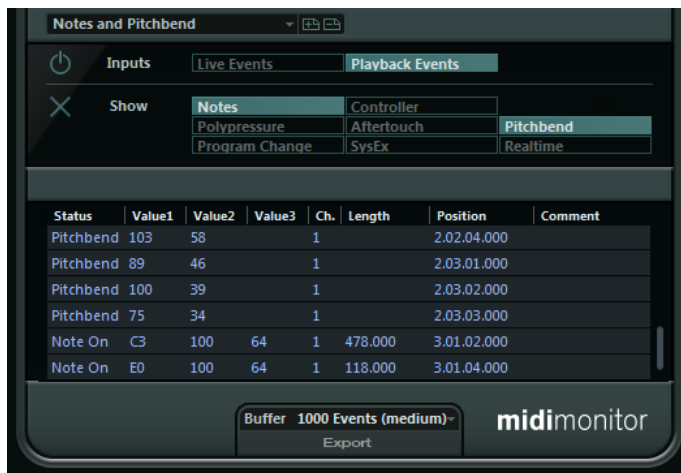 Notes and Pitchbend
Inputs Live Events Playback Events
Show Notes Controller
Polypressure Aftertouch Pitchbend
Program Change SysEx Realtime
Status Value1 Value2 Value3 Ch. Length Position Comment
Pitchbend 103 58 1 2.02.04.000
Pitchbend 89 46 1 2.03.01.000
Pitchbend 100 39 1 2.03.02.000
Pitchbend 75 34 1 2.03.03.000
Note On C3 100 64 1 478.000 3.01.02.000
Note On E0 100 64 1 118.000 3.01.04.000
Buffer 1000 Events (medium)
Export
midimonitor